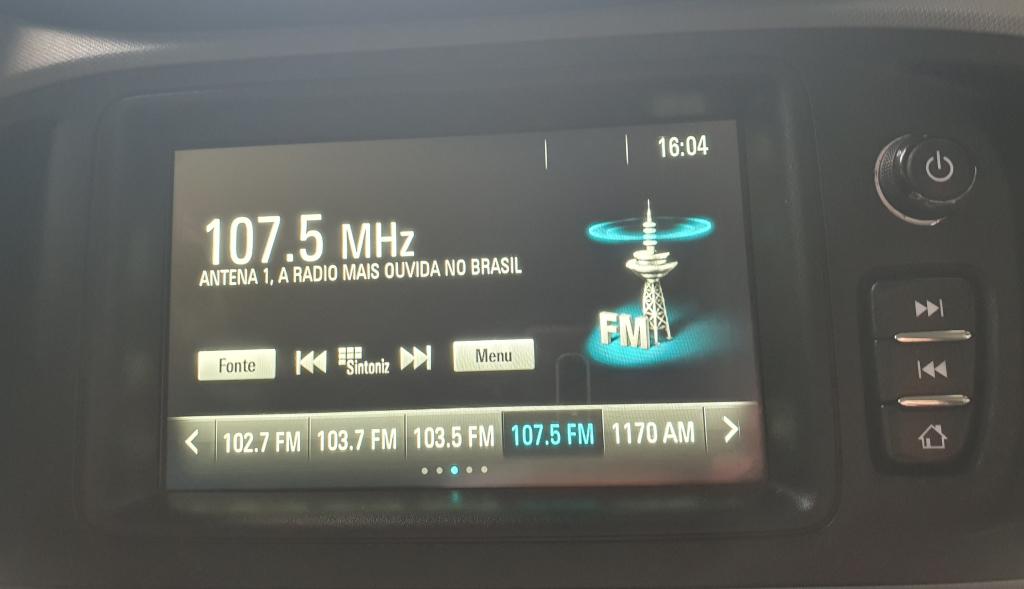 16:04
107.5 MHz
ANTENA 1, A RADIO MAIS OUVIDA NO BRASIL
FM
Fonte
Sintoniz
Menu
102.7 FM 103.7 FM 103.5 FM 107.5 FM 1170 AM